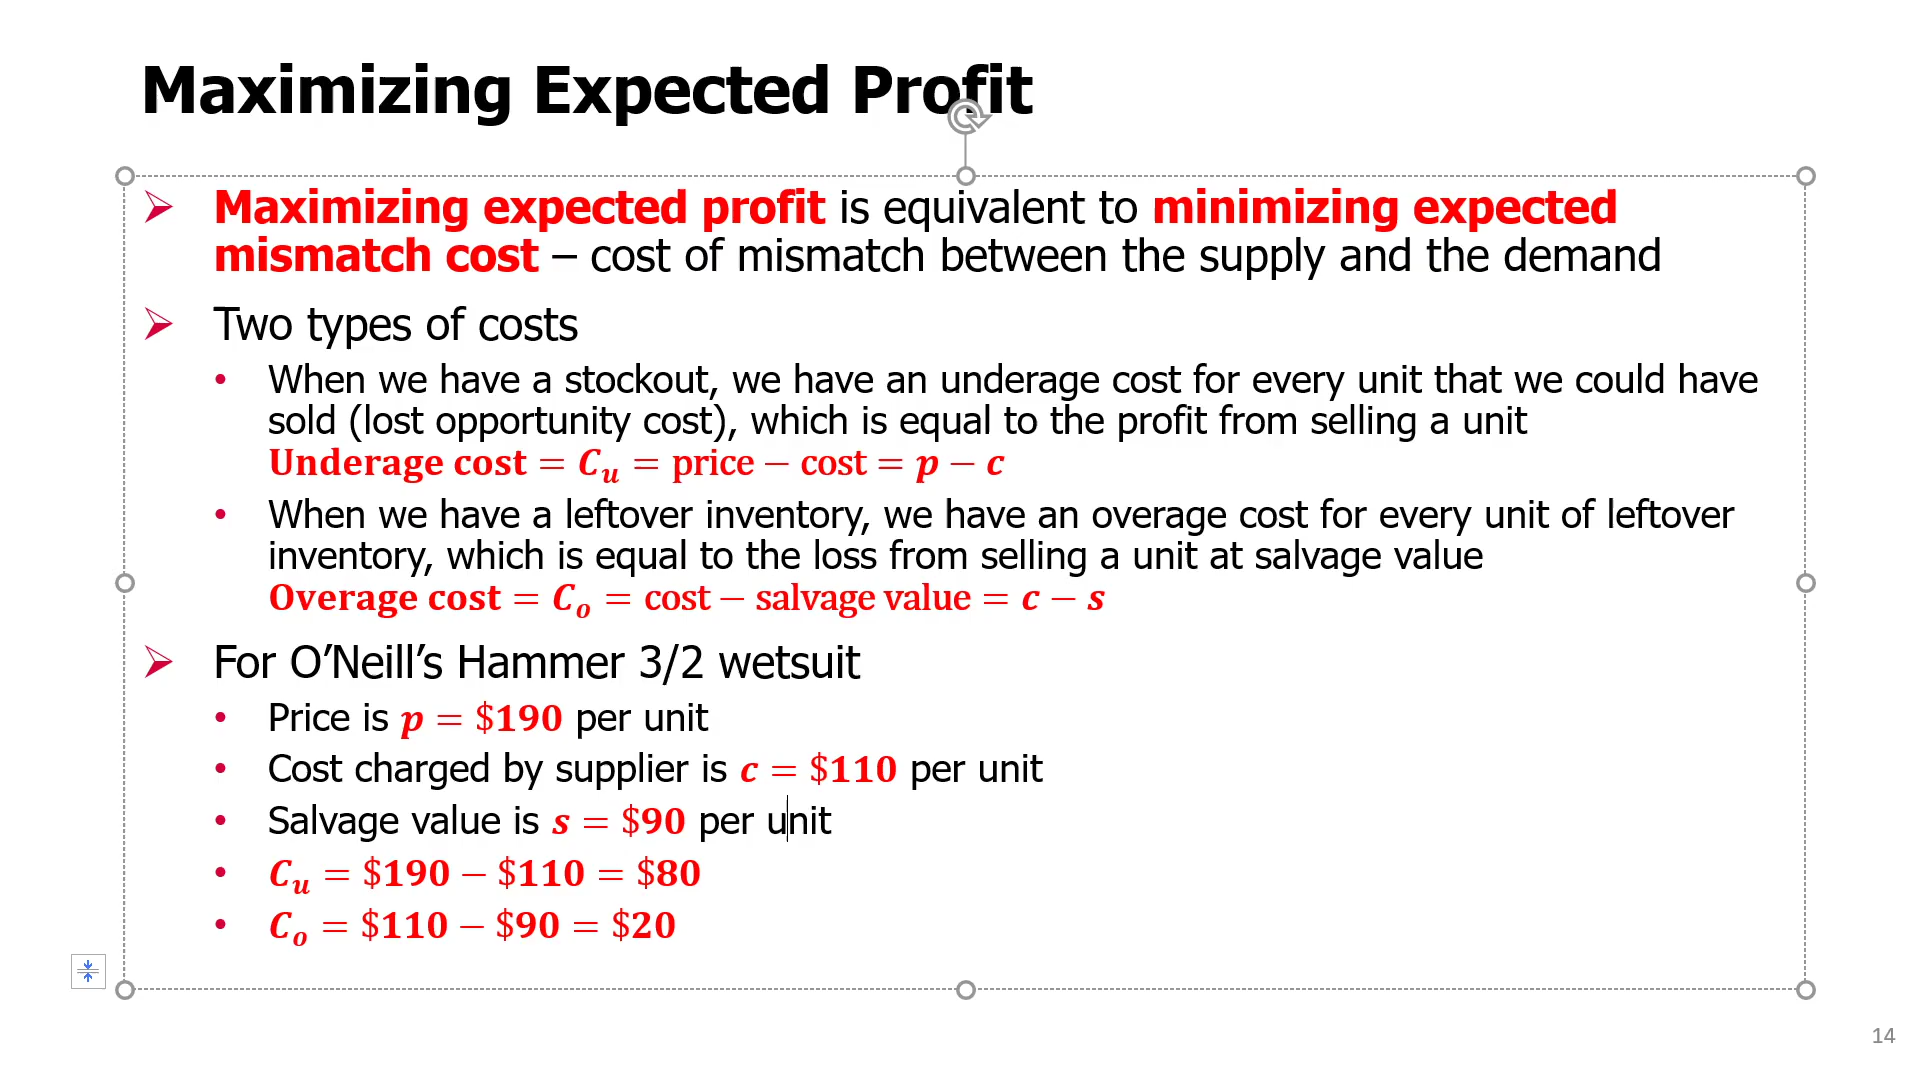 Maximizing Expected Profit
Maximizing expected profit is equivalent to minimizing expected
mismatch cost – cost of mismatch between the supply and the demand
Two types of costs
When we have a stockout, we have an underage cost for every unit that we could have
sold (lost opportunity cost), which is equal to the profit from selling a unit
Underage cost = C_u = price − cost = p − c
When we have a leftover inventory, we have an overage cost for every unit of leftover
inventory, which is equal to the loss from selling a unit at salvage value
Overage cost = C_o = cost − salvage value = c − s
For O’Neill’s Hammer 3/2 wetsuit
Price is p = $190 per unit
Cost charged by supplier is c = $110 per unit
Salvage value is s = $90 per unit
C_u = $190 − $110 = $80
C_o = $110 − $90 = $20
14